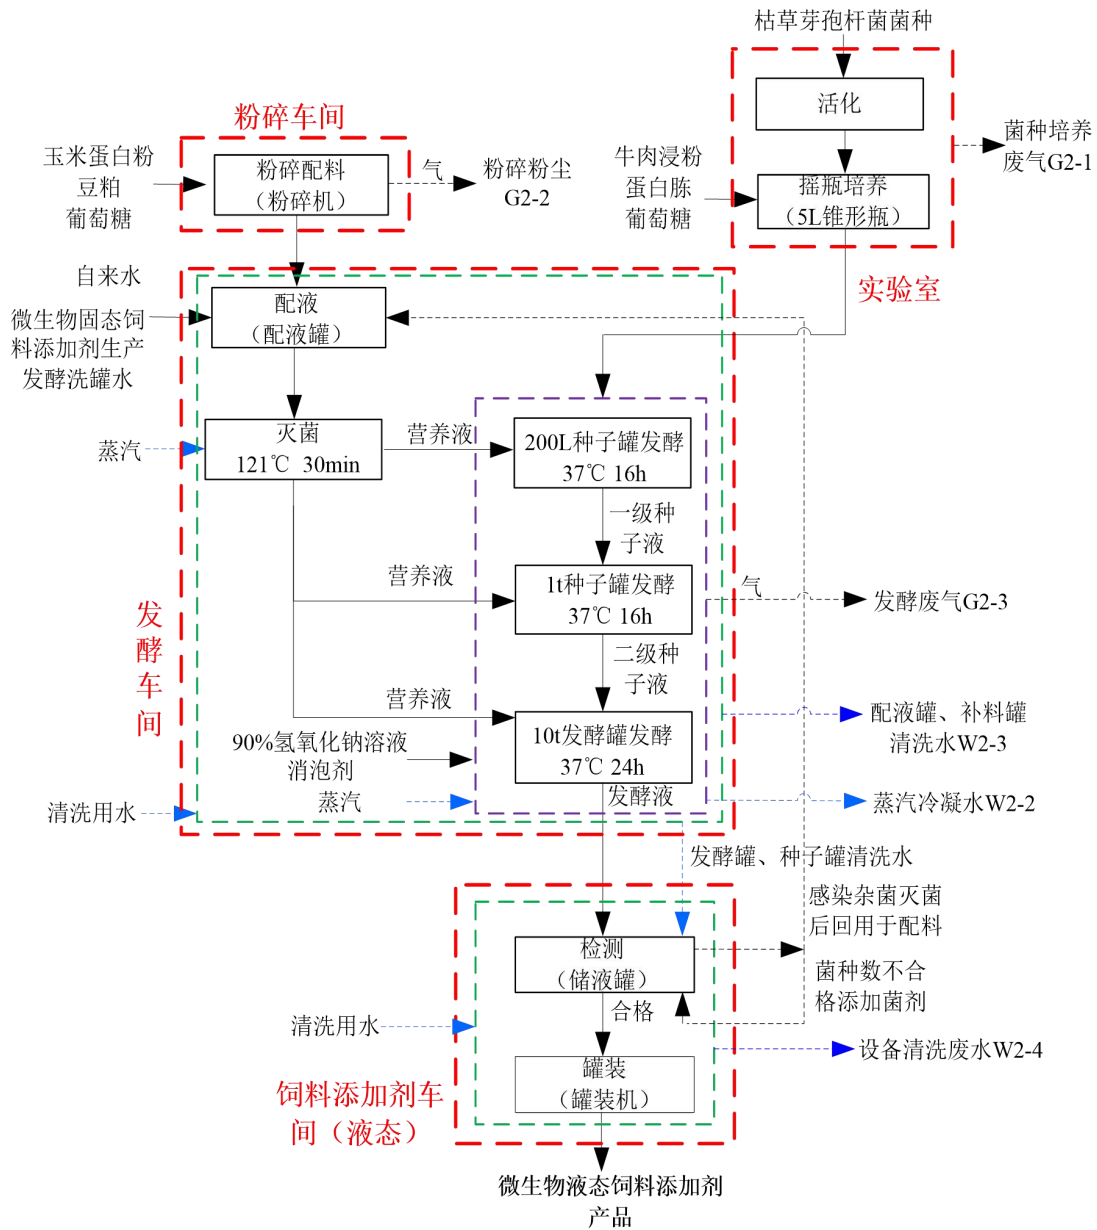 枯草芽孢杆菌菌种
活化
摇瓶培养
（5L锥形瓶）
菌种培养
废气G2-1
牛肉浸粉
蛋白胨
葡萄糖
实验室
粉碎车间
玉米蛋白粉
豆粕
葡萄糖
粉碎配料
（粉碎机）
气
粉碎粉尘
G2-2
自来水
微生物固态饲
料添加剂生产
发酵洗罐水
配液
（配液罐）
蒸汽
灭菌
121℃ 30min
营养液
200L种子罐发酵
37℃ 16h
一级种
子液
营养液
1t种子罐发酵
37℃ 16h
气
发酵废气G2-3
发
酵
车
间
二级种
子液
营养液
10t发酵罐发酵
37℃ 24h
配液罐、补料罐
清洗水W2-3
90%氢氧化钠溶液
消泡剂
蒸汽
发酵液
蒸汽冷凝水W2-2
清洗用水
发酵罐、种子罐清洗水
感染杂菌灭菌
后回用于配料
检测
（储液罐）
菌种数不合
格添加菌剂
合格
清洗用水
设备清洗废水W2-4
罐装
（罐装机）
饲料添加剂车
间（液态）
微生物液态饲料添加剂
产品